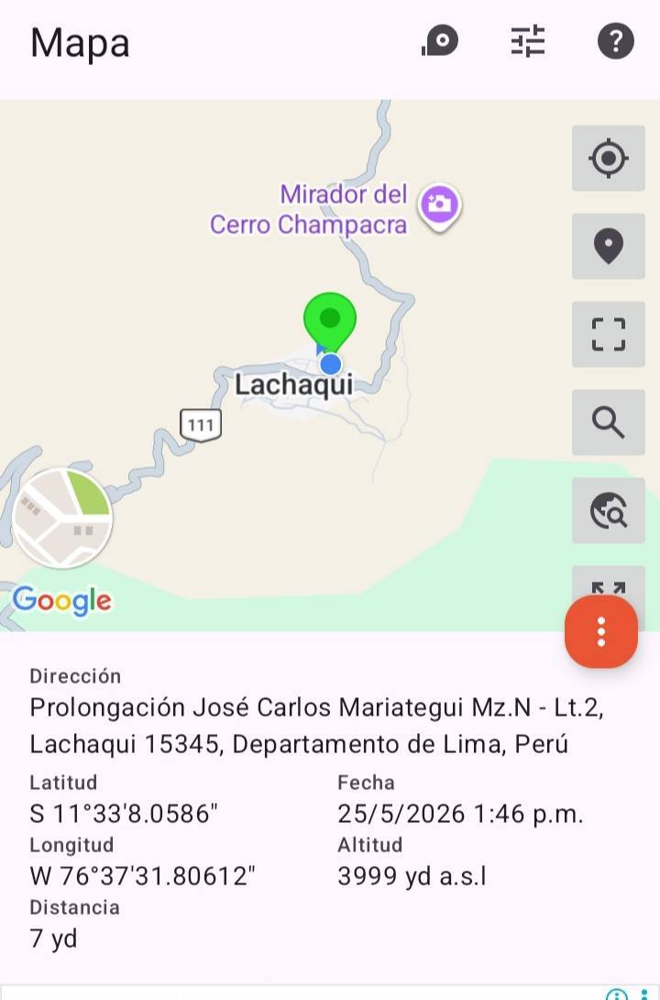 Mapa
Mirador del
Cerro Champacra
Lachaqui
111
Google
Dirección
Prolongación José Carlos Mariategui Mz.N - Lt.2,
Lachaqui 15345, Departamento de Lima, Perú
Latitud
S 11°33'8.0586"
Fecha
25/5/2026 1:46 p.m.
Longitud
W 76°37'31.80612"
Altitud
3999 yd a.s.l
Distancia
7 yd